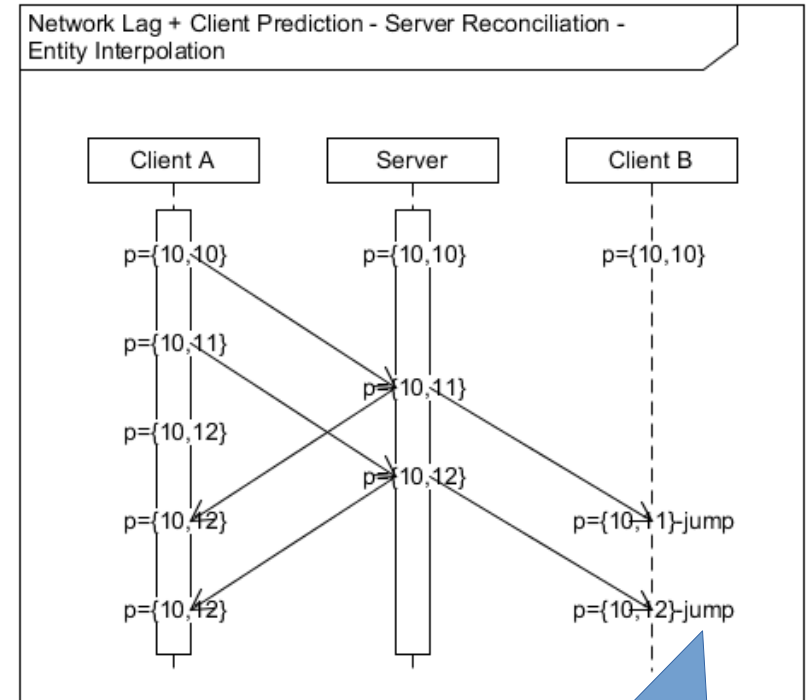 Network Lag + Client Prediction - Server Reconciliation -
Entity Interpolation
Client A
Server
Client B
p={10,10}
p={10,10}
p={10,10}
p={10,11}
p={10,11}
p={10,12}
p={10,12}
p={10,12}
p={10,11}-jump
p={10,12}
p={10,12}-jump